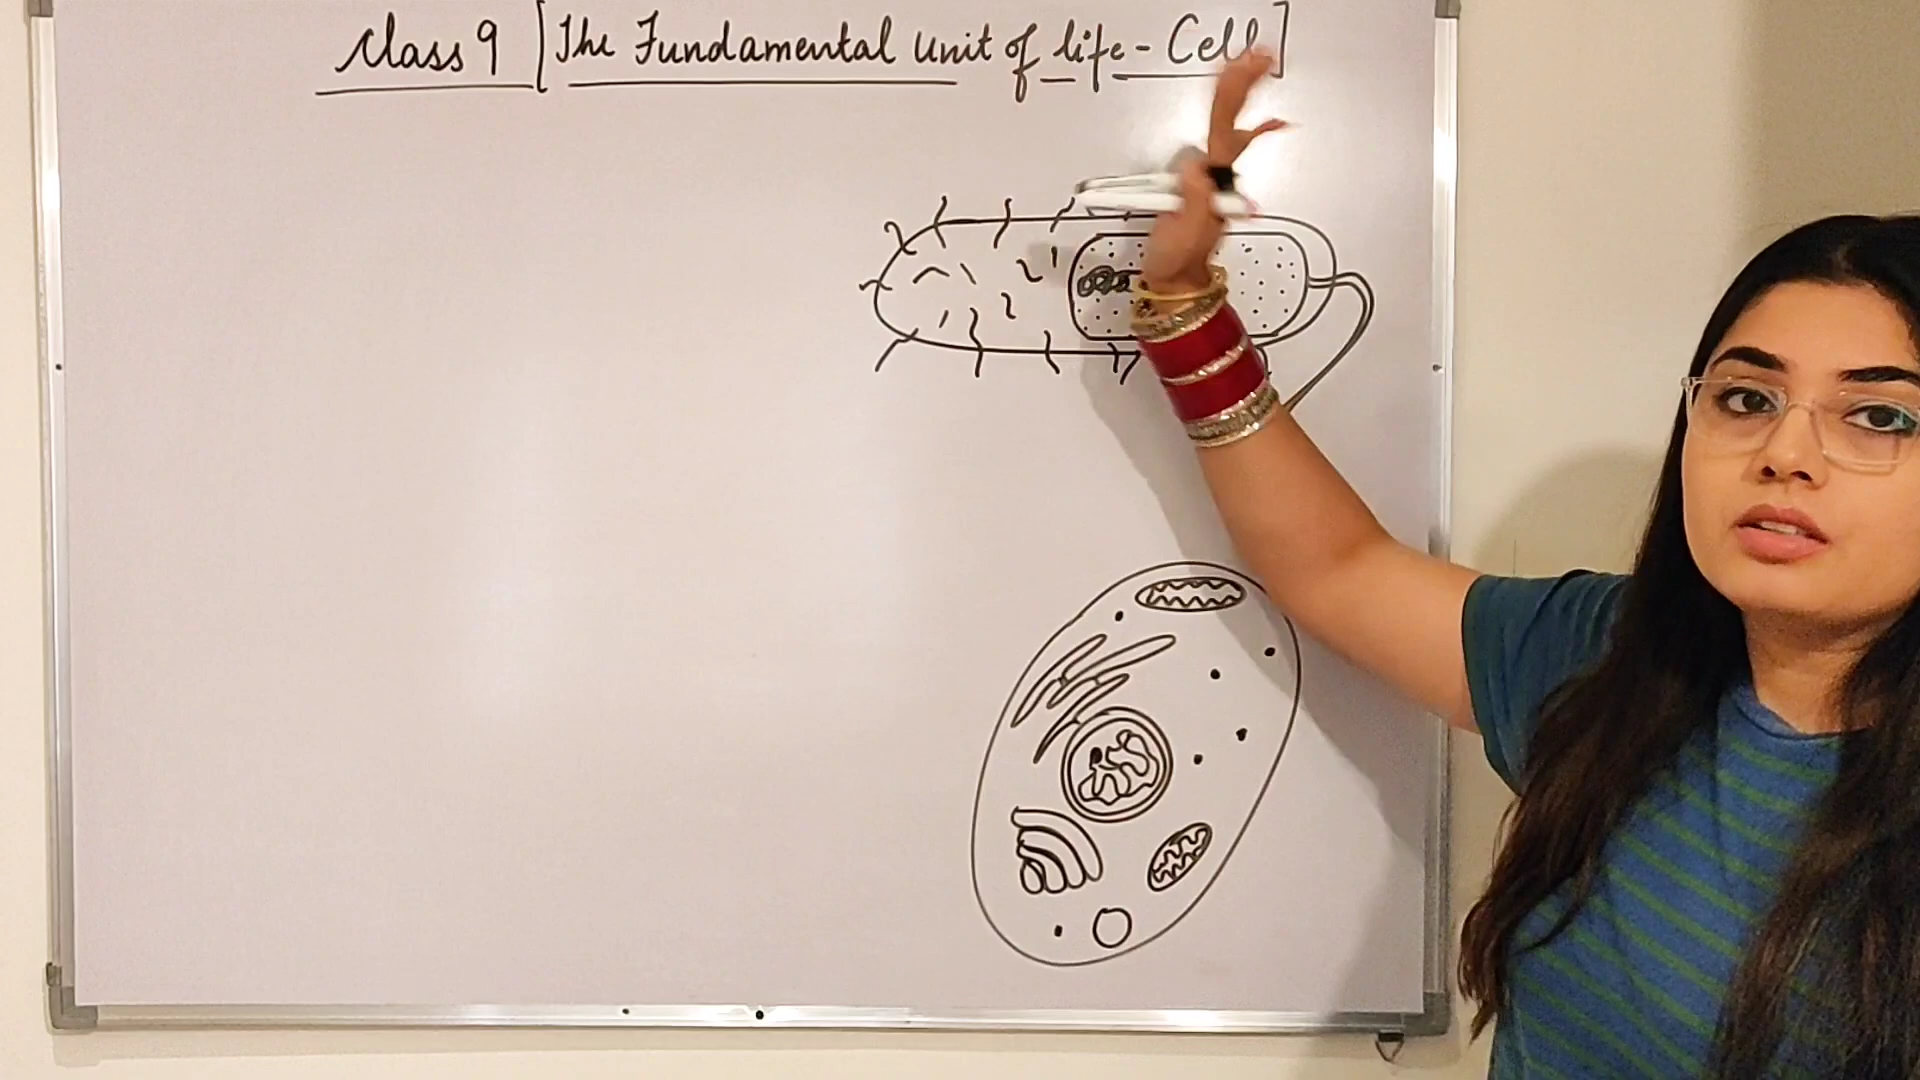 Class 9 [The Fundamental Unit of life - Cell]